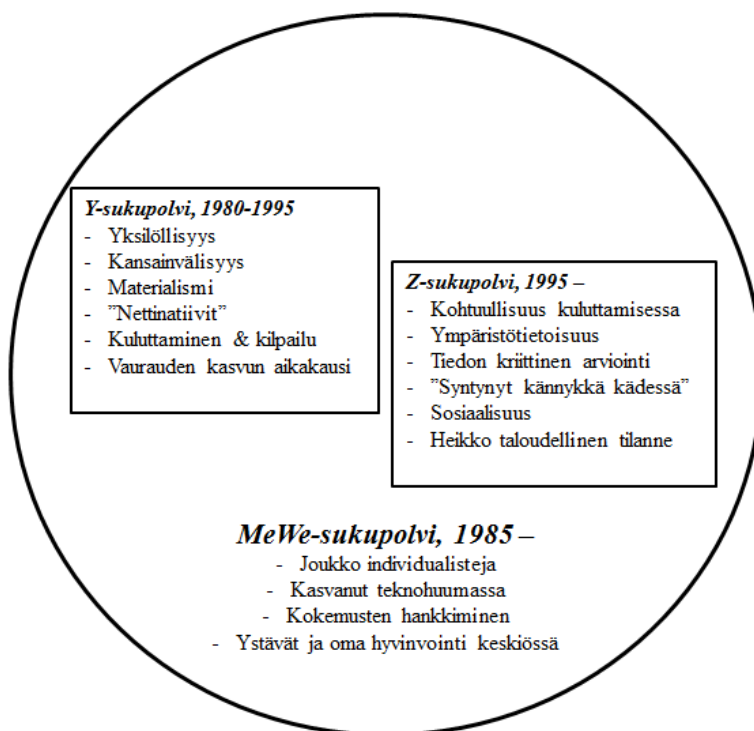 Y-sukupolvi, 1980-1995
- Yksilöllisyys
- Kansainvälisyys
- Materialismi
- ”Nettinatiivit”
- Kuluttaminen & kilpailu
- Vaurauden kasvun aikakausi
Z-sukupolvi, 1995 –
- Kohtuullisuus kuluttamisessa
- Ympäristötietoisuus
- Tiedon kriittinen arviointi
- ”Syntynyt kännykkä kädessä”
- Sosiaalisuus
- Heikko taloudellinen tilanne
MeWe-sukupolvi, 1985 –
- Joukko individualisteja
- Kasvanut teknohuumassa
- Kokemusten hankkiminen
- Ystävät ja oma hyvinvointi keskiössä